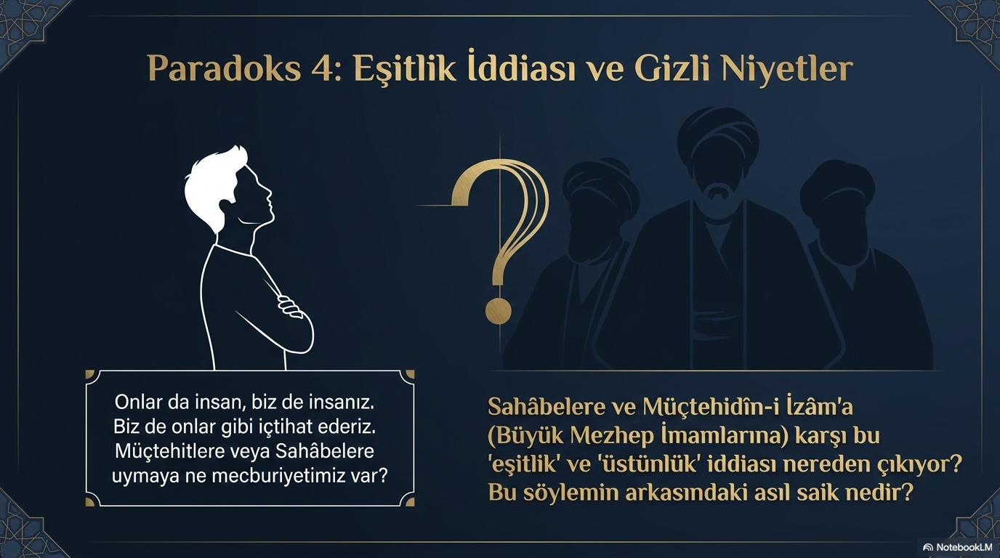 Paradoks 4: Eşitlik İddiası ve Gizli Niyetler
Onlar da insan, biz de insanız.
Biz de onlar gibi içtihat ederiz.
Müçtehitlere veya Sahâbelere
uymaya ne mecburiyetimiz var?
Sahâbelere ve Müçtehidîn-i İzâm'a
(Büyük Mezhep İmamlarına) karşı bu
'eşitlik' ve 'üstünlük' iddiası nereden çıkıyor?
Bu söylemin arkasındaki asıl saik nedir?
NotebookLM